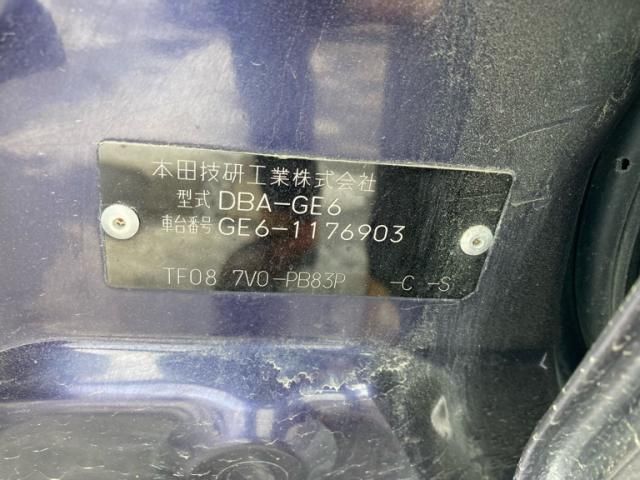 本田技研工業株式会社
型式 DBA-GE6
車台番号 GE6-1176903
TF08 7V0-PB83P -C -S